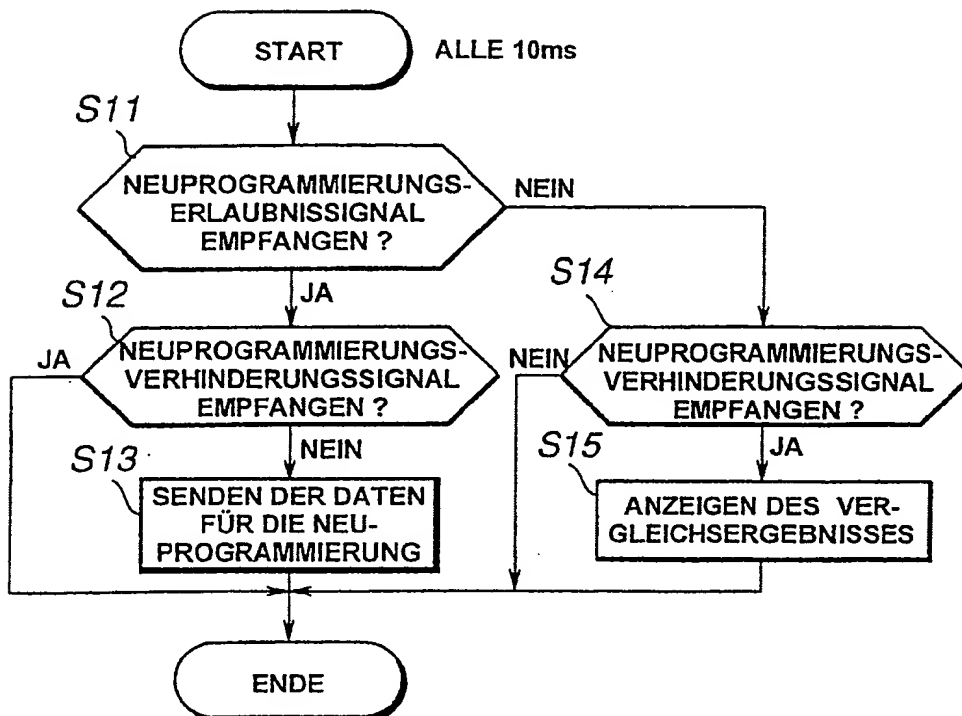 START
ALLE 10ms
S11
NEUPROGRAMMIERUNGS-
ERLAUBNISSIGNAL
EMPFANGEN ?
NEIN
JA
S12
JA
NEUPROGRAMMIERUNGS-
VERHINDERUNGSSIGNAL
EMPFANGEN ?
NEIN
S13
SENDEN DER DATEN
FÜR DIE NEU-
PROGRAMMIERUNG
S14
NEIN
NEUPROGRAMMIERUNGS-
VERHINDERUNGSSIGNAL
EMPFANGEN ?
JA
S15
ANZEIGEN DES VER-
GLEICHSERGEBNISSES
ENDE